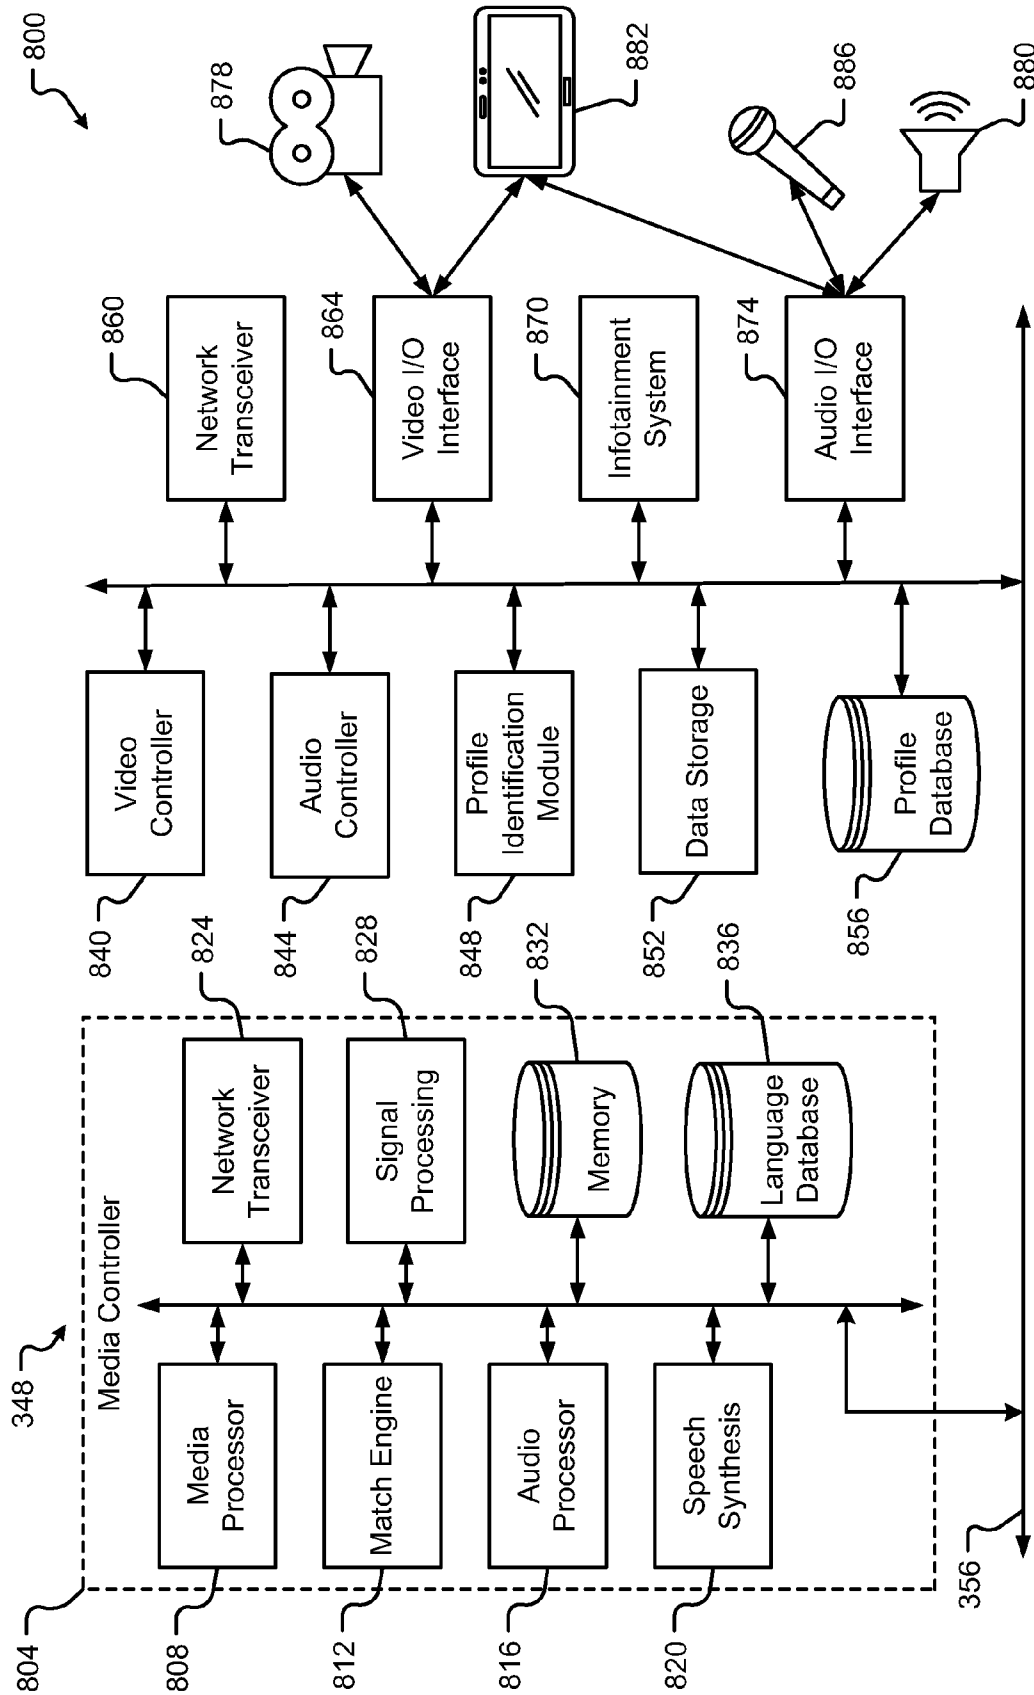 800
348
804
Media Controller
808
Media
Processor
812
Match Engine
816
Audio
Processor
820
Speech
Synthesis
824
Network
Transceiver
828
Signal
Processing
832
Memory
836
Language
Database
840
Video
Controller
844
Audio
Controller
848
Profile
Identification
Module
852
Data Storage
856
Profile
Database
860
Network
Transceiver
864
Video I/O
Interface
870
Infotainment
System
874
Audio I/O
Interface
878
882
886
880
356